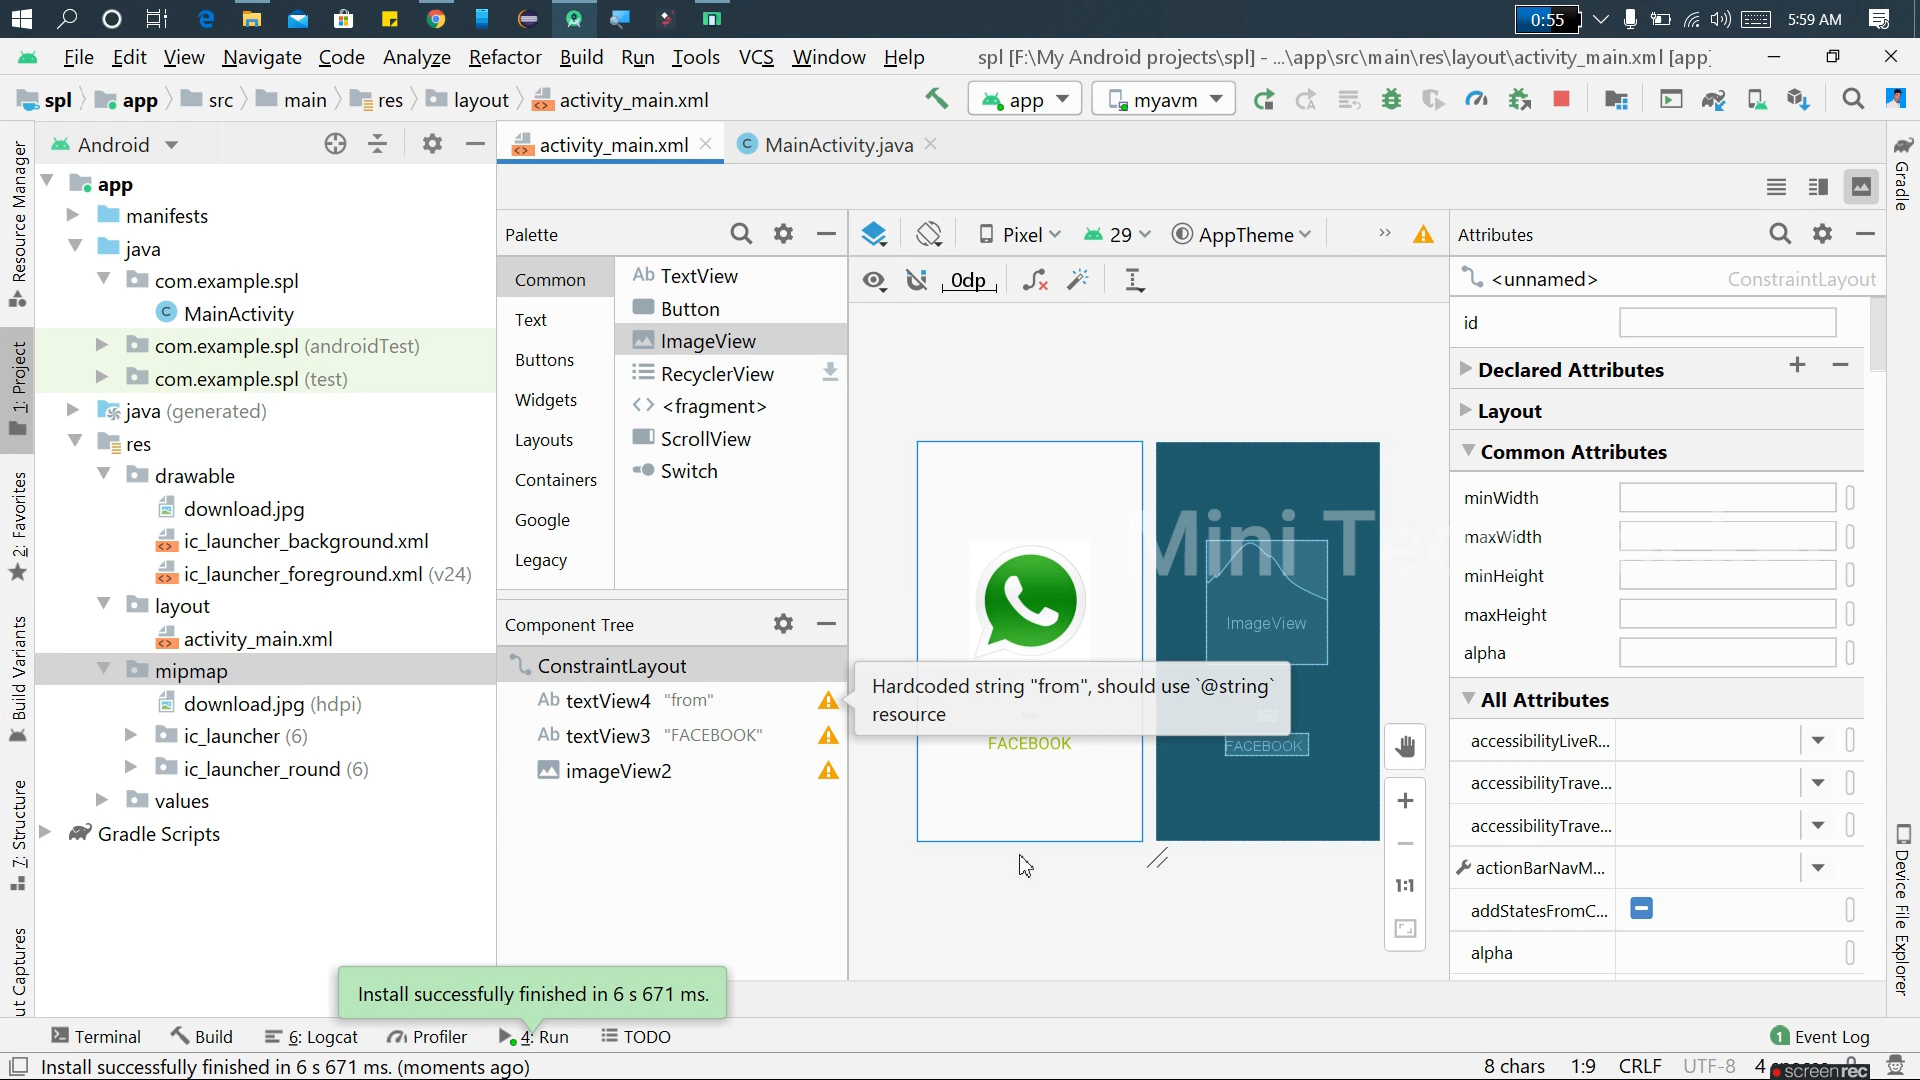 0:55
5:59 AM
File Edit View Navigate Code Analyze Refactor Build Run Tools VCS Window Help
spl [F:\My Android projects\spl] - ...\app\src\main\res\layout\activity_main.xml [app]
spl app src main res layout activity_main.xml
app
myavm
Android
activity_main.xml
MainActivity.java
Resource Manager
1: Project
2: Favorites
Build Variants
7: Structure
ut Captures
app
manifests
java
com.example.spl
MainActivity
com.example.spl (androidTest)
com.example.spl (test)
java (generated)
res
drawable
download.jpg
ic_launcher_background.xml
ic_launcher_foreground.xml (v24)
layout
activity_main.xml
mipmap
download.jpg (hdpi)
ic_launcher (6)
ic_launcher_round (6)
values
Gradle Scripts
Palette
Common
Text
Buttons
Widgets
Layouts
Containers
Google
Legacy
Ab TextView
Button
ImageView
RecyclerView
<> <fragment>
ScrollView
Switch
Component Tree
ConstraintLayout
Ab textView4 "from"
Ab textView3 "FACEBOOK"
imageView2
Pixel 29 AppTheme
0dp
Mini
ImageView
Hardcoded string "from", should use `@string`
resource
FACEBOOK
FACEBOOK
1:1
Attributes
<unnamed> ConstraintLayout
id
Declared Attributes
Layout
Common Attributes
minWidth
maxWidth
minHeight
maxHeight
alpha
All Attributes
accessibilityLiveR...
accessibilityTrave...
accessibilityTrave...
actionBarNavM...
addStatesFromC...
alpha
Gradle
Device File Explorer
Install successfully finished in 6 s 671 ms.
Terminal Build 6: Logcat Profiler 4: Run TODO
1 Event Log
Install successfully finished in 6 s 671 ms. (moments ago)
8 chars 1:9 CRLF UTF-8 4
screenrec